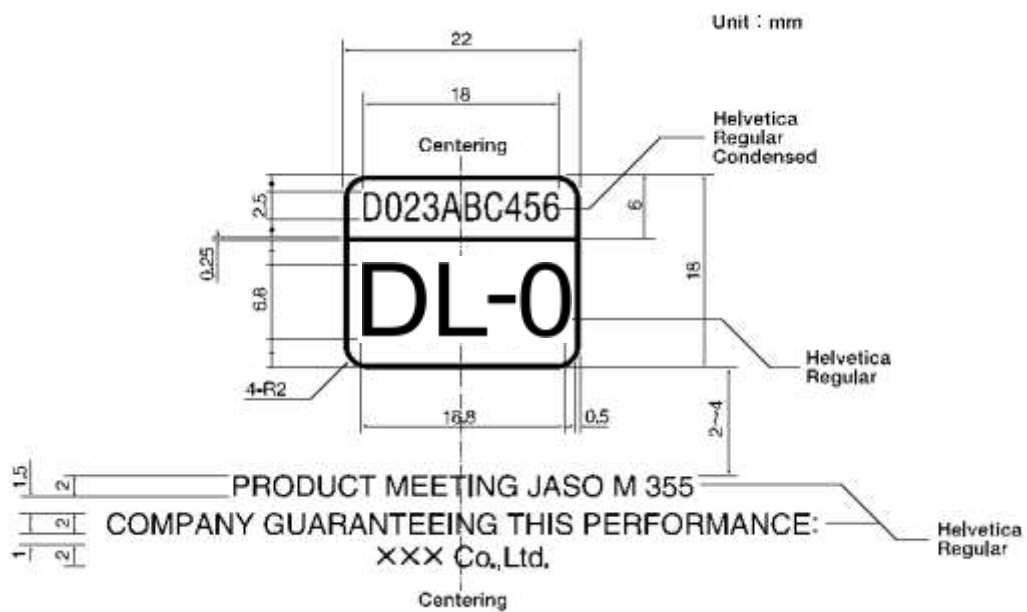 Unit : mm
22
18
Helvetica
Regular
Condensed
Centering
D023ABC456
2.5
6
0.25
DL-0
6.8
18
Helvetica
Regular
4-R2
18.8
0.5
2~4
1.5
2
PRODUCT MEETING JASO M 355
2
COMPANY GUARANTEEING THIS PERFORMANCE:
Helvetica
Regular
1
2
××× Co.,Ltd.
Centering